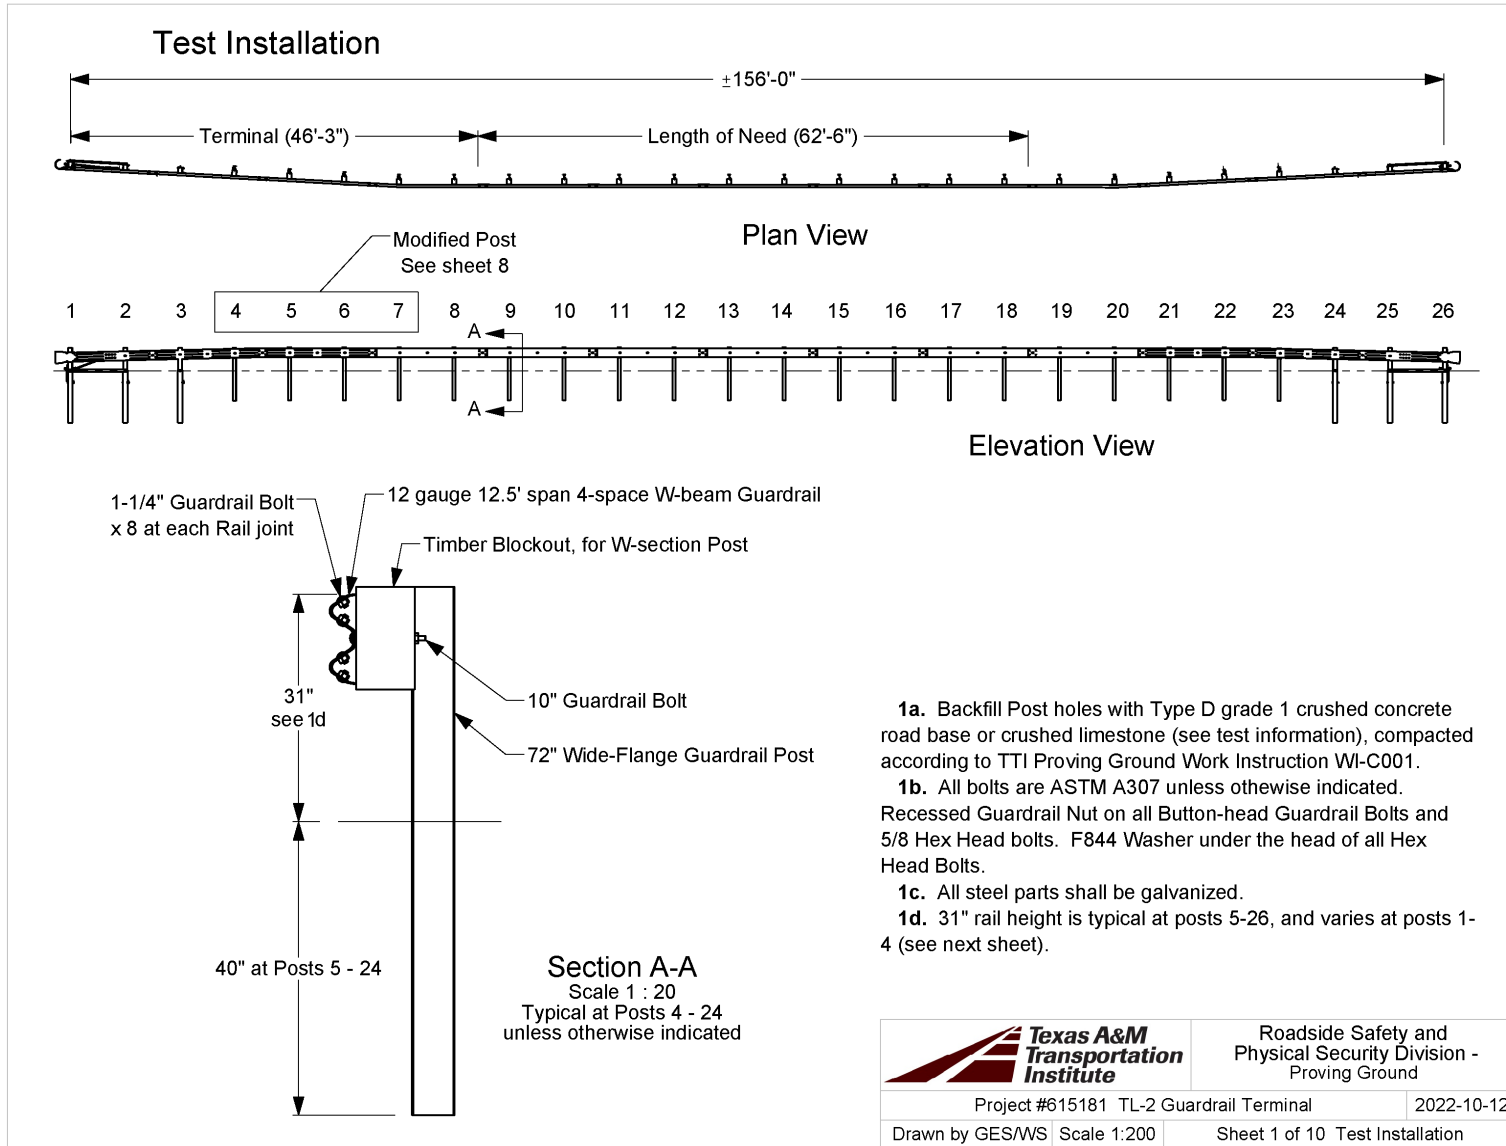 Test Installation
±156'-0"
Terminal (46'-3")
Length of Need (62'-6")
Plan View
Modified Post
See sheet 8
1 2 3 4 5 6 7 8 9 10 11 12 13 14 15 16 17 18 19 20 21 22 23 24 25 26
A
A
Elevation View
1-1/4" Guardrail Bolt
x 8 at each Rail joint
12 gauge 12.5' span 4-space W-beam Guardrail
Timber Blockout, for W-section Post
31"
see 1d
10" Guardrail Bolt
72" Wide-Flange Guardrail Post
40" at Posts 5 - 24
Section A-A
Scale 1 : 20
Typical at Posts 4 - 24
unless otherwise indicated
1a. Backfill Post holes with Type D grade 1 crushed concrete
road base or crushed limestone (see test information), compacted
according to TTI Proving Ground Work Instruction WI-C001.
1b. All bolts are ASTM A307 unless othewise indicated.
Recessed Guardrail Nut on all Button-head Guardrail Bolts and
5/8 Hex Head bolts. F844 Washer under the head of all Hex
Head Bolts.
1c. All steel parts shall be galvanized.
1d. 31" rail height is typical at posts 5-26, and varies at posts 1-
4 (see next sheet).
Texas A&M
Transportation
Institute
Roadside Safety and
Physical Security Division -
Proving Ground
Project #615181 TL-2 Guardrail Terminal
2022-10-12
Drawn by GES/WS
Scale 1:200
Sheet 1 of 10 Test Installation